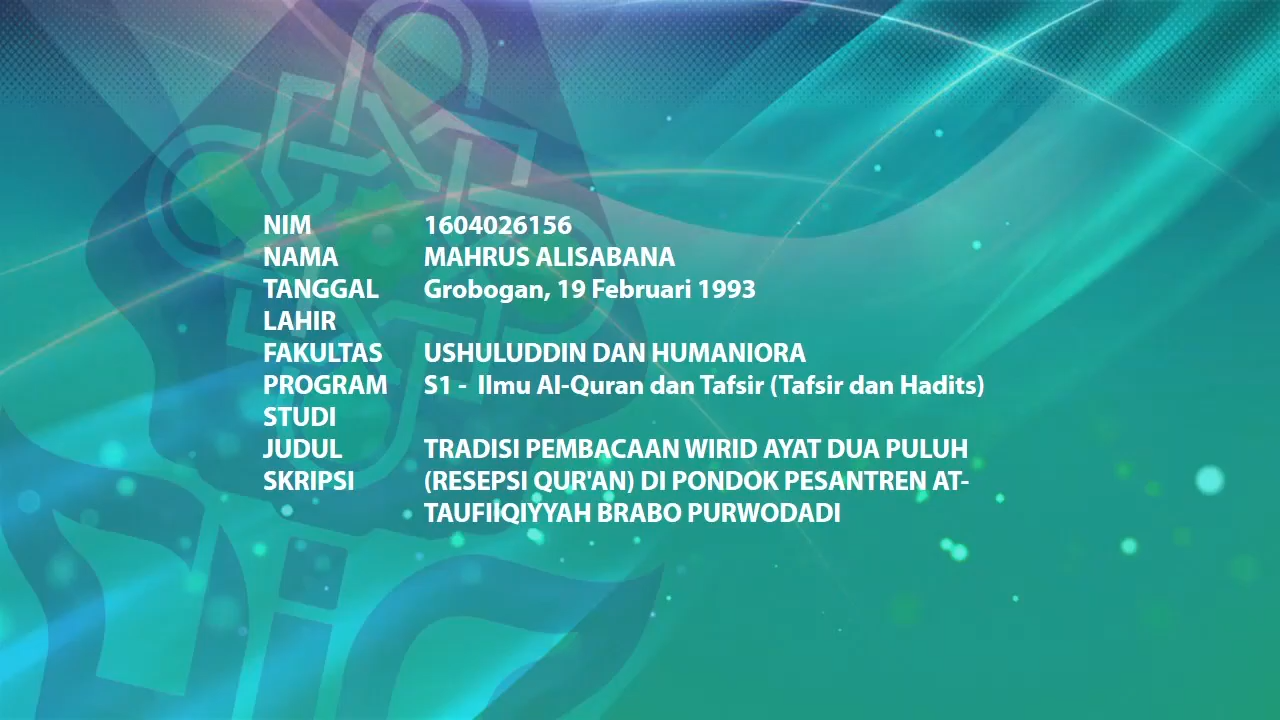 NIM 1604026156
NAMA MAHRUS ALISABANA
TANGGAL Grobogan, 19 Februari 1993
LAHIR
FAKULTAS USHULUDDIN DAN HUMANIORA
PROGRAM S1 - Ilmu Al-Quran dan Tafsir (Tafsir dan Hadits)
STUDI
JUDUL TRADISI PEMBACAAN WIRID AYAT DUA PULUH
SKRIPSI (RESEPSI QUR'AN) DI PONDOK PESANTREN AT-
TAUFIIQIYYAH BRABO PURWODADI